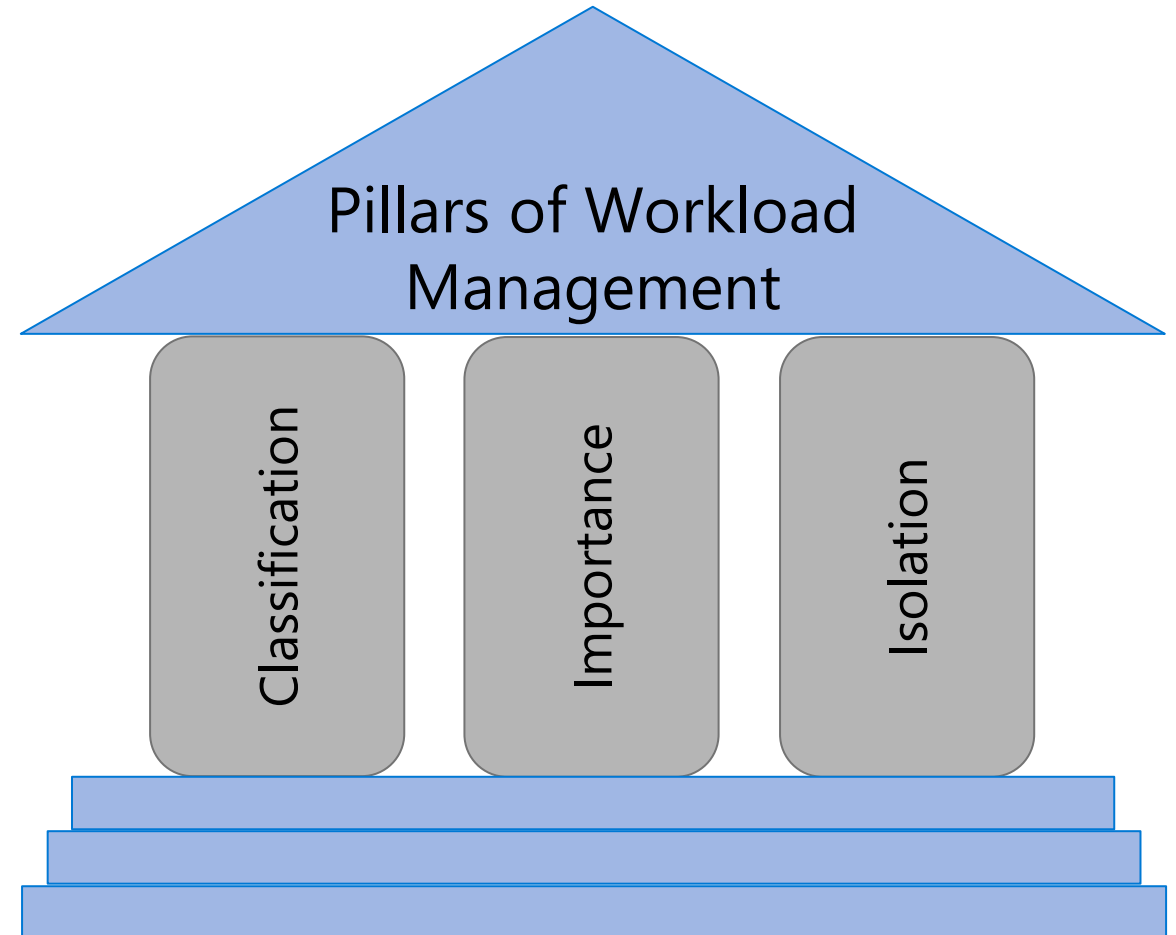 Pillars of Workload
Management
Classification
Importance
Isolation